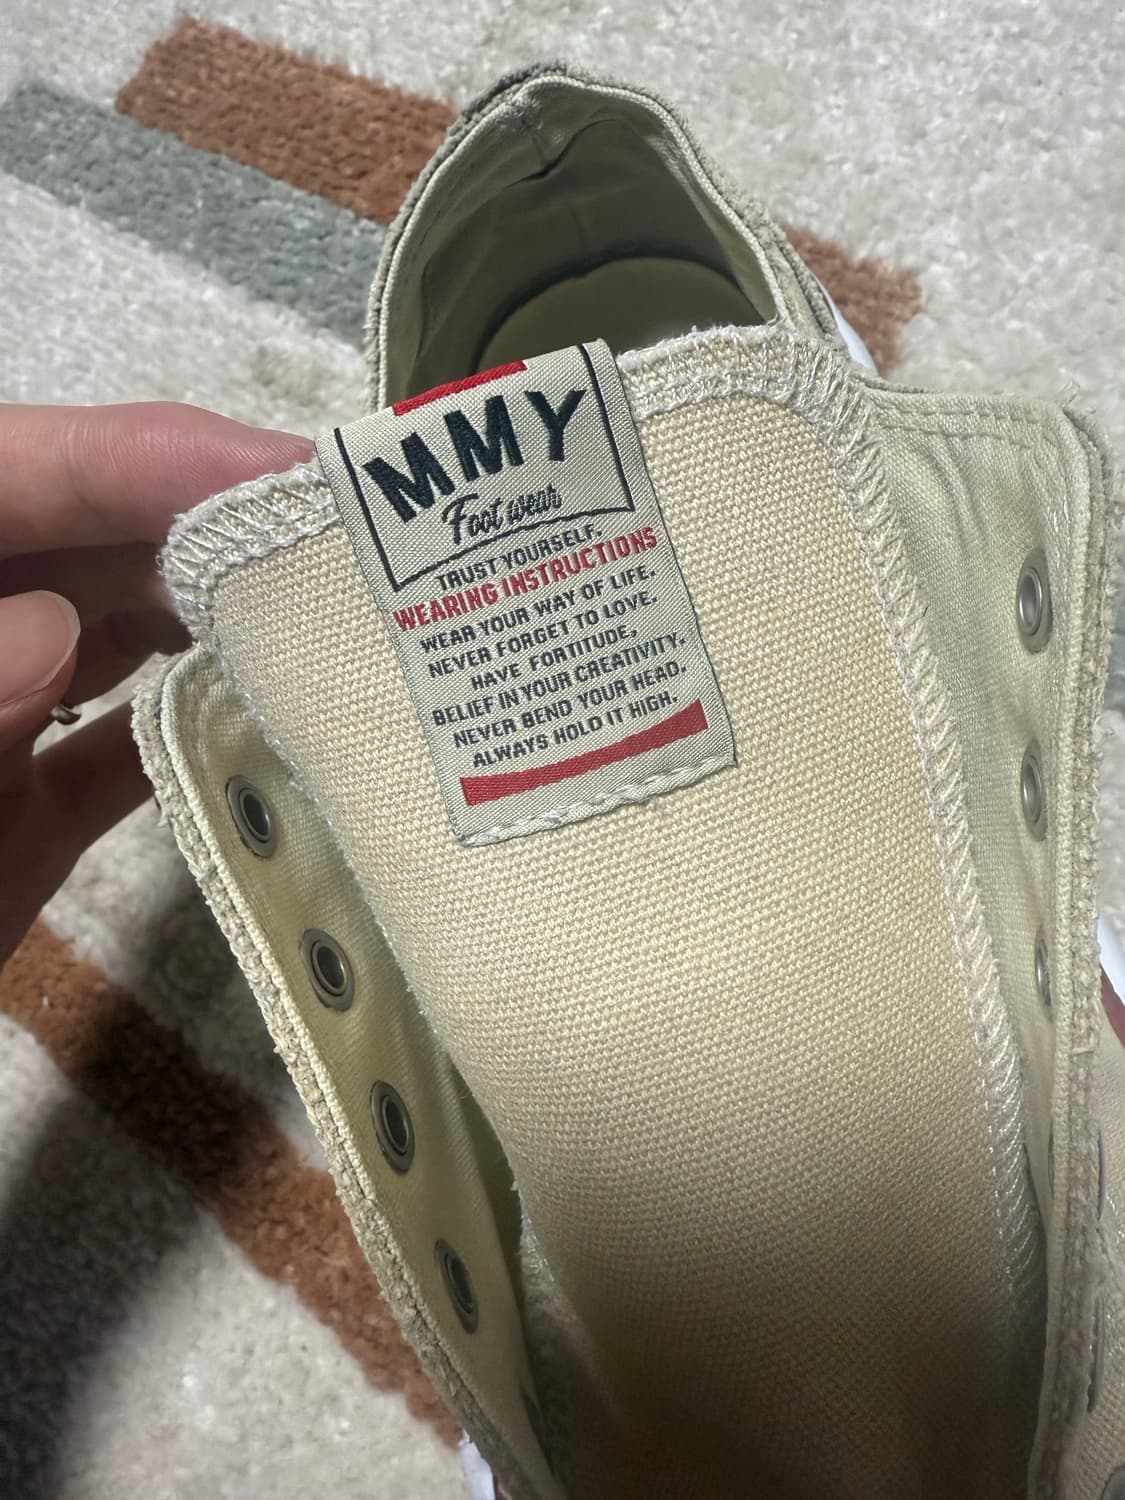 MMY
Foot wear
TRUST YOURSELF.
WEARING INSTRUCTIONS
WEAR YOUR WAY OF LIFE.
NEVER FORGET TO LOVE.
HAVE FORTITUDE.
BELIEF IN YOUR CREATIVITY.
NEVER BEND YOUR HEAD.
ALWAYS HOLD IT HIGH.